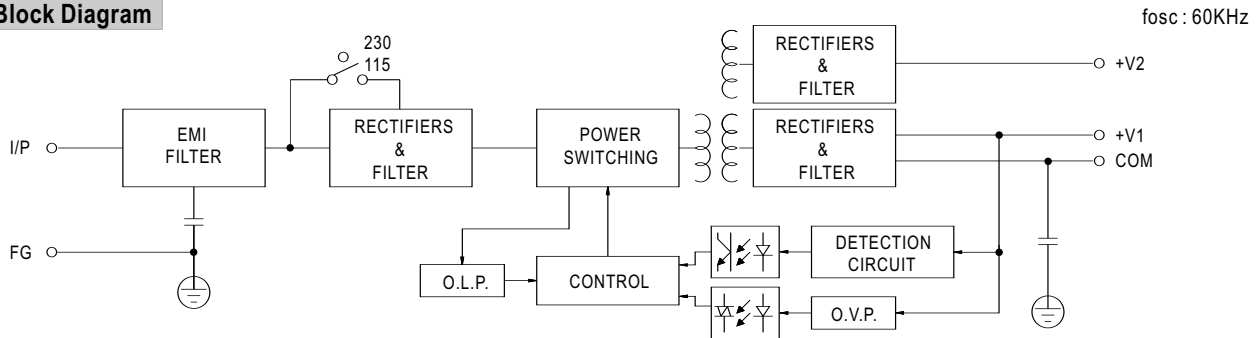 Block Diagram
fosc : 60KHz
230
115
RECTIFIERS
&
FILTER
+V2
I/P
EMI
FILTER
RECTIFIERS
&
FILTER
POWER
SWITCHING
RECTIFIERS
&
FILTER
+V1
COM
FG
O.L.P.
CONTROL
DETECTION
CIRCUIT
O.V.P.